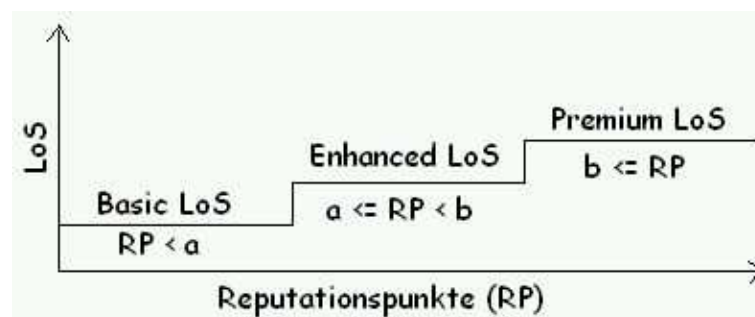 LoS
Premium LoS
b <= RP
Enhanced LoS
a <= RP < b
Basic LoS
RP < a
Reputationspunkte (RP)